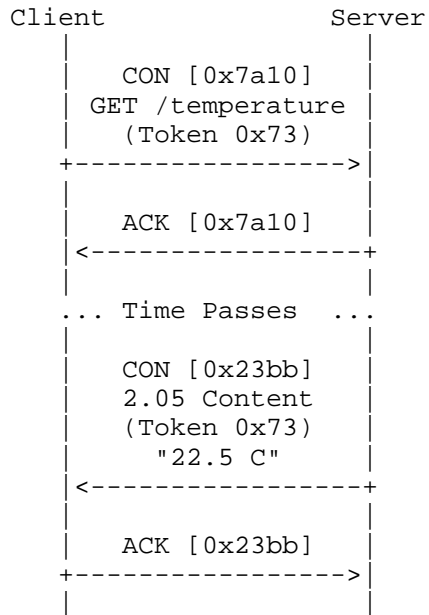 Client Server
CON [0x7a10]
GET /temperature
(Token 0x73)
ACK [0x7a10]
... Time Passes ...
CON [0x23bb]
2.05 Content
(Token 0x73)
"22.5 C"
ACK [0x23bb]